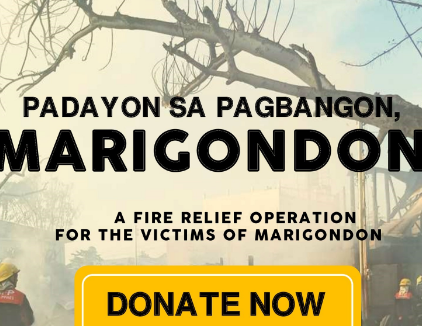 PADAYON SA PAGBANGON,
MARIGONDON
A FIRE RELIEF OPERATION
FOR THE VICTIMS OF MARIGONDON
DONATE NOW